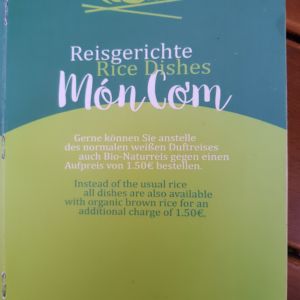 Reisgerichte
Rice Dishes
Món Cơm
Gerne können Sie anstelle
des normalen weißen Duftreises
auch Bio-Naturreis gegen einen
Aufpreis von 1.50€ bestellen.
Instead of the usual rice
all dishes are also available
with organic brown rice for an
additional charge of 1.50€.